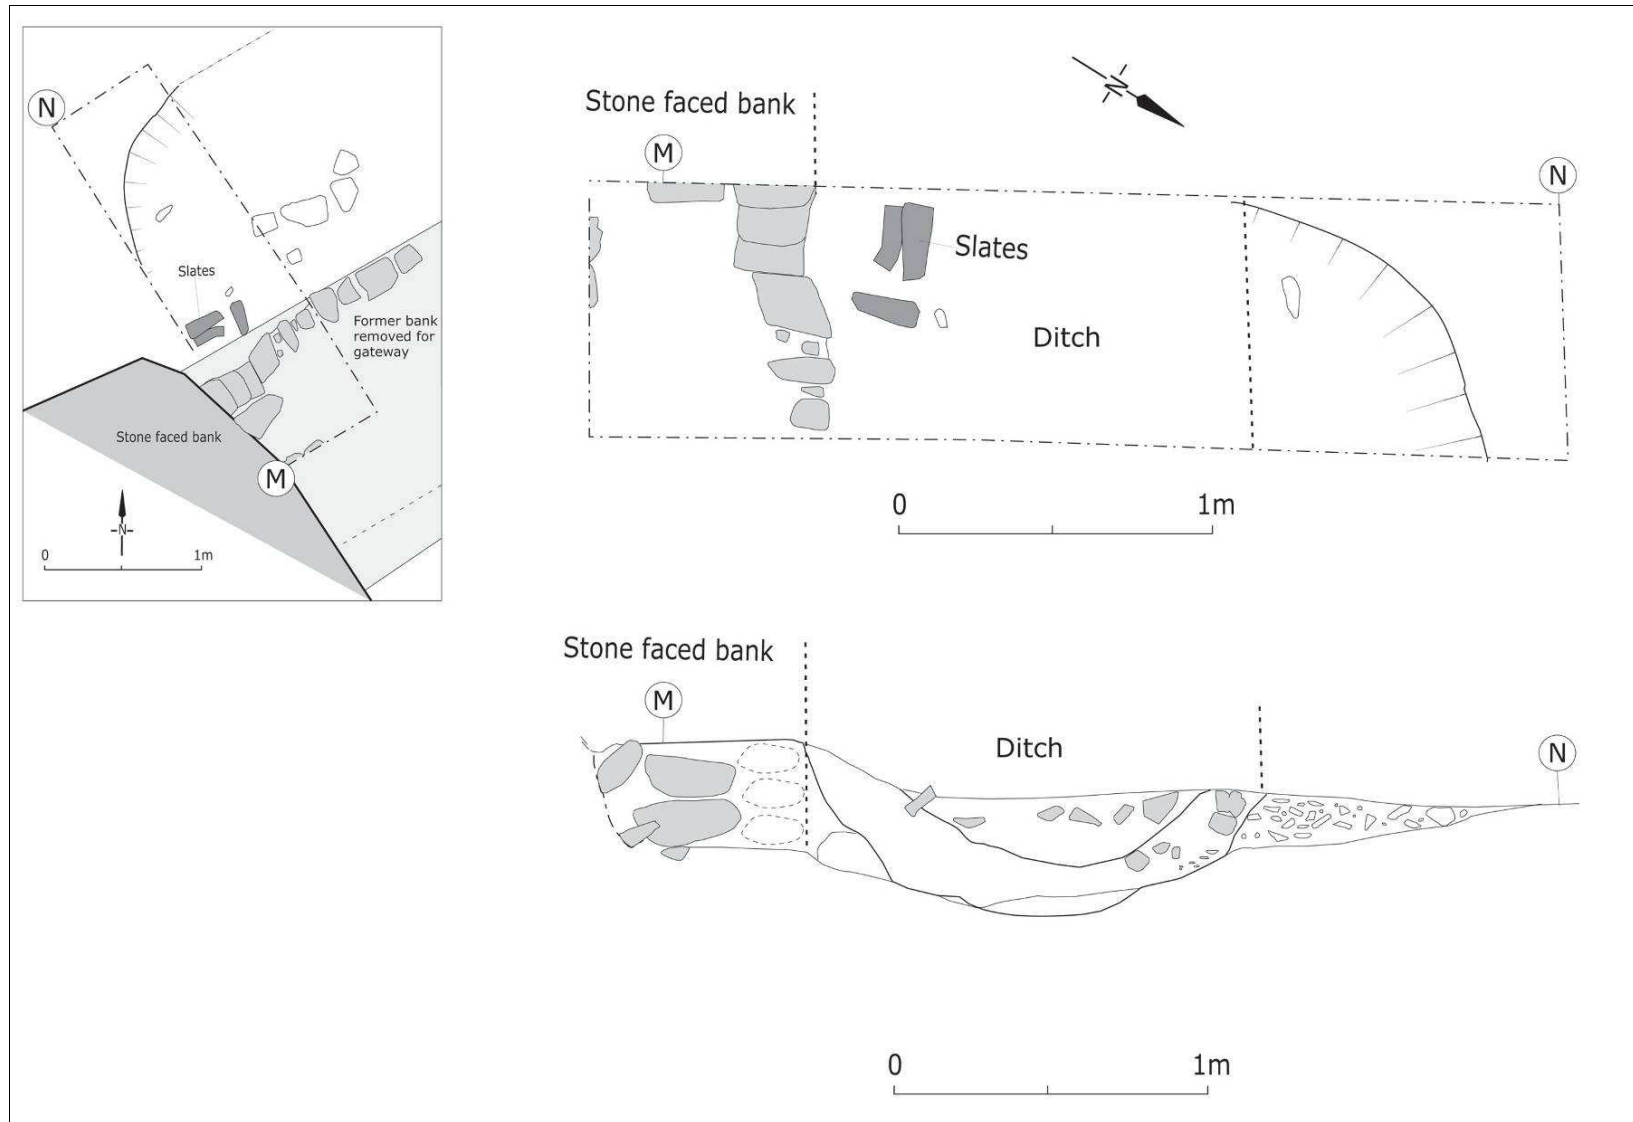 N
Slates
Former bank
removed for
gateway
Stone faced bank
M
N
0 1m
Stone faced bank
M
N
N
Slates
Ditch
0 1m
Stone faced bank
M
Ditch
N
0 1m